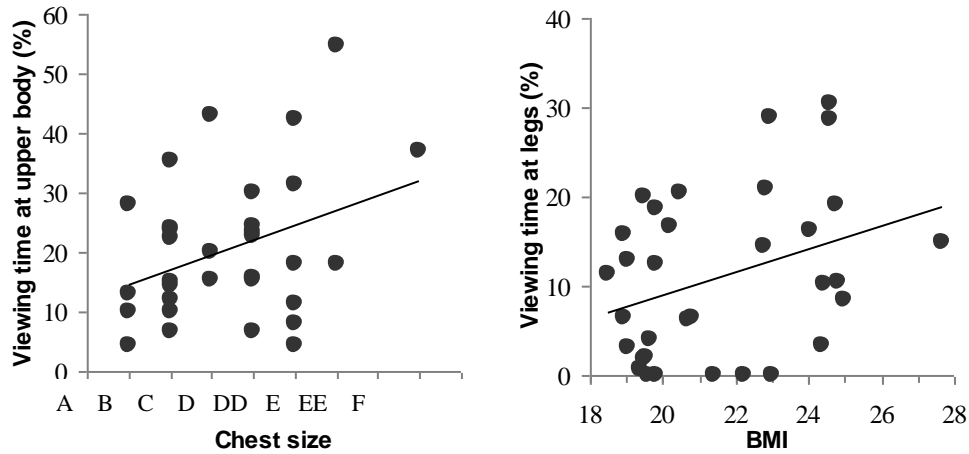 Viewing time at upper body (%)
60
50
40
30
20
10
0
A B C D DD E EE F
Chest size
Viewing time at legs (%)
40
30
20
10
0
18 20 22 24 26 28
BMI